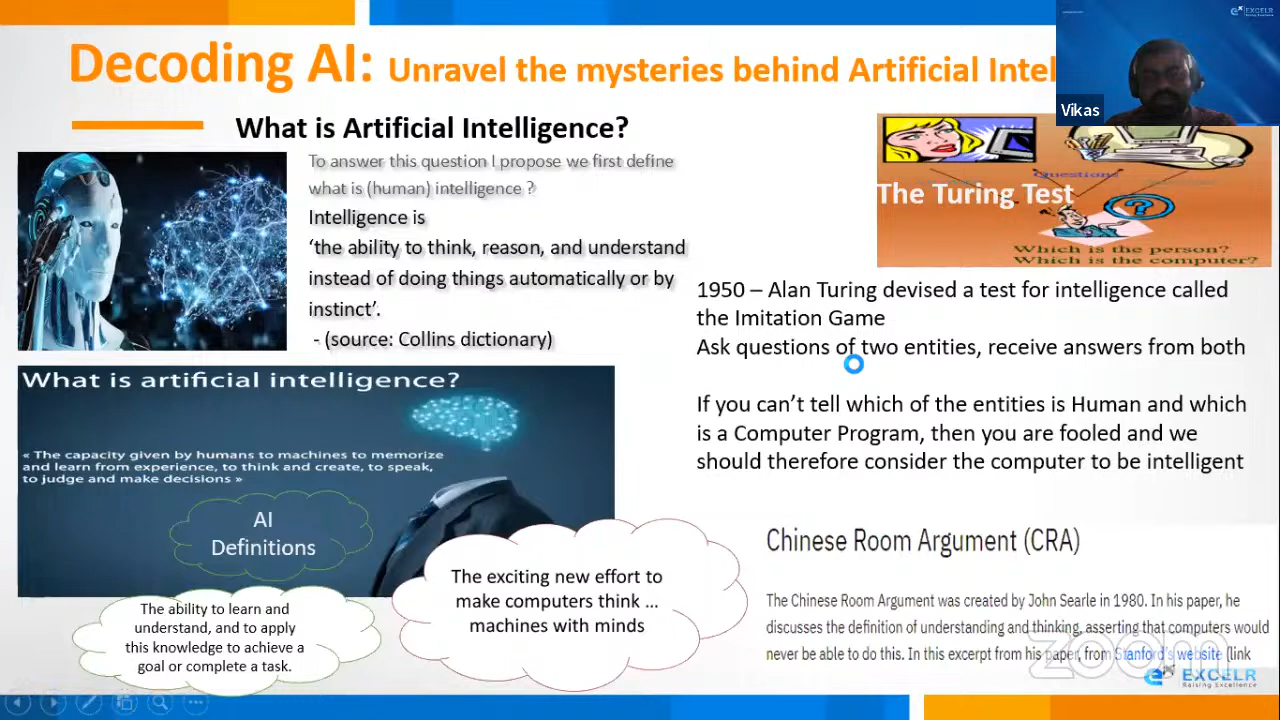 Decoding AI: Unravel the mysteries behind Artificial Intel
EXCELR
Raising Excellence
Vikas
What is Artificial Intelligence?
To answer this question I propose we first define
what is (human) intelligence ?
Intelligence is
‘the ability to think, reason, and understand
instead of doing things automatically or by
instinct’.
- (source: Collins dictionary)
Questions
The Turing Test
Which is the person?
Which is the computer?
1950 – Alan Turing devised a test for intelligence called
the Imitation Game
Ask questions of two entities, receive answers from both
If you can’t tell which of the entities is Human and which
is a Computer Program, then you are fooled and we
should therefore consider the computer to be intelligent
What is artificial intelligence?
« The capacity given by humans to machines to memorize
and learn from experience, to think and create, to speak,
to judge and make decisions »
AI
Definitions
The ability to learn and
understand, and to apply
this knowledge to achieve a
goal or complete a task.
The exciting new effort to
make computers think ...
machines with minds
Chinese Room Argument (CRA)
The Chinese Room Argument was created by John Searle in 1980. In his paper, he
discusses the definition of understanding and thinking, asserting that computers would
never be able to do this. In this excerpt from his paper, from Stanford's website (link
zoom
EXCELR
Raising Excellence